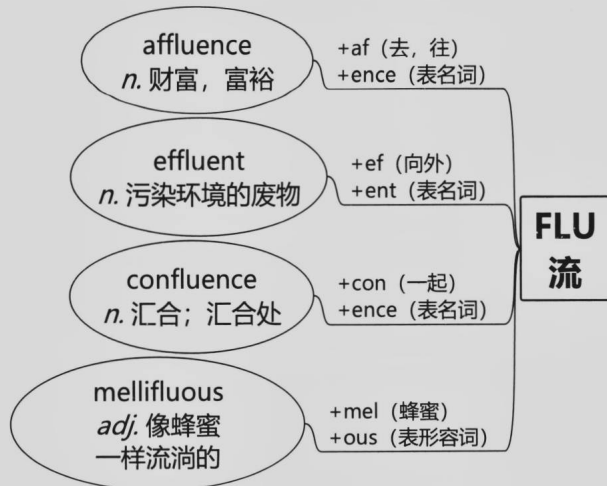 affluence
n. 财富，富裕
+af（去，往）
+ence（表名词）
effluent
n. 污染环境的废物
+ef（向外）
+ent（表名词）
confluence
n. 汇合；汇合处
+con（一起）
+ence（表名词）
mellifluous
adj. 像蜂蜜
一样流淌的
+mel（蜂蜜）
+ous（表形容词）
FLU
流